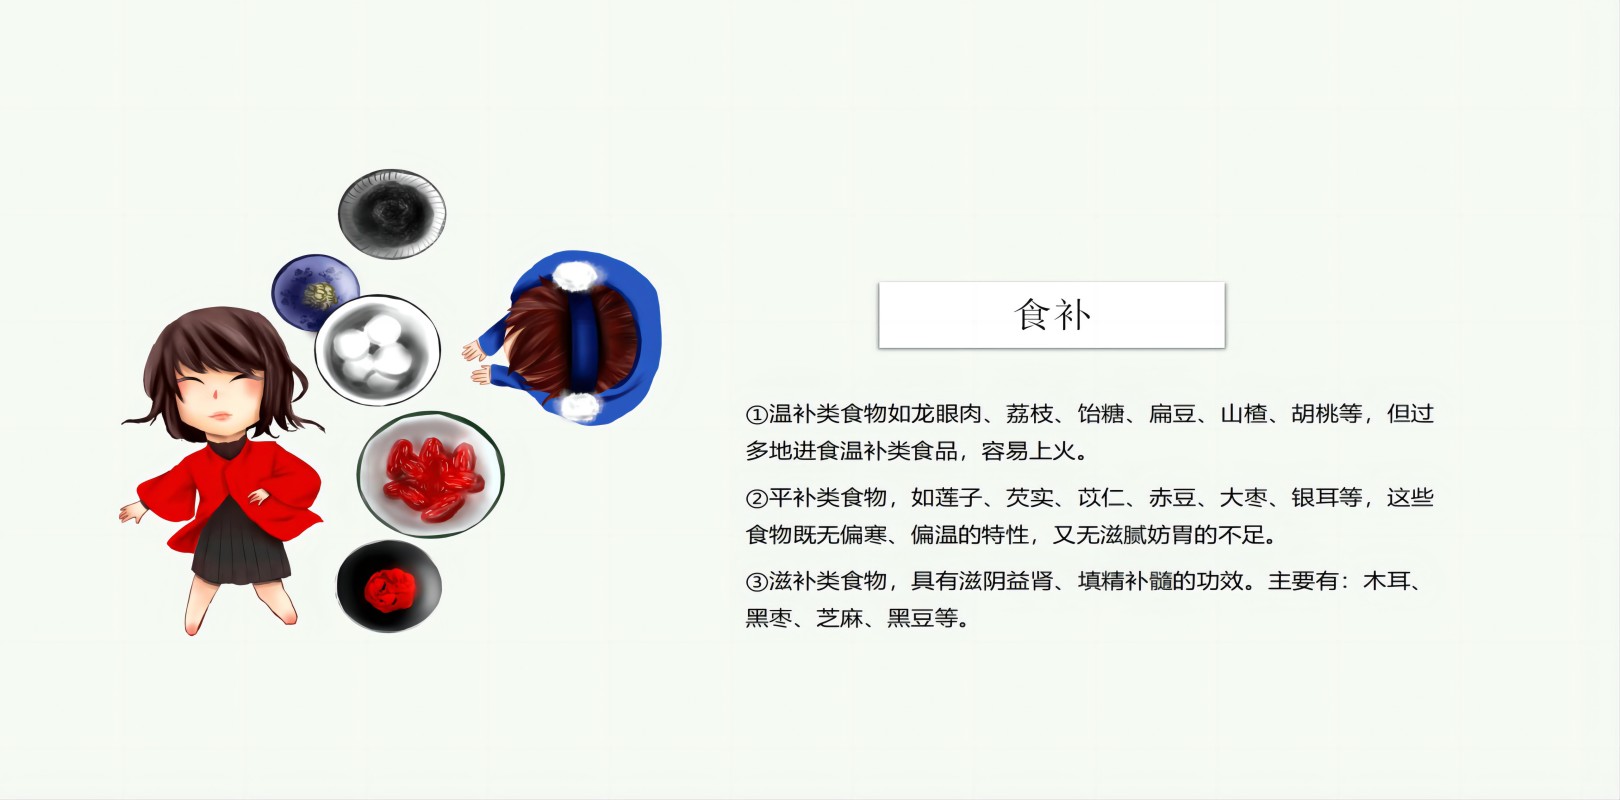 食补
①温补类食物如龙眼肉、荔枝、饴糖、扁豆、山楂、胡桃等，但过
多地进食温补类食品，容易上火。
②平补类食物，如莲子、芡实、苡仁、赤豆、大枣、银耳等，这些
食物既无偏寒、偏温的特性，又无滋腻妨胃的不足。
③滋补类食物，具有滋阴益肾、填精补髓的功效。主要有：木耳、
黑枣、芝麻、黑豆等。